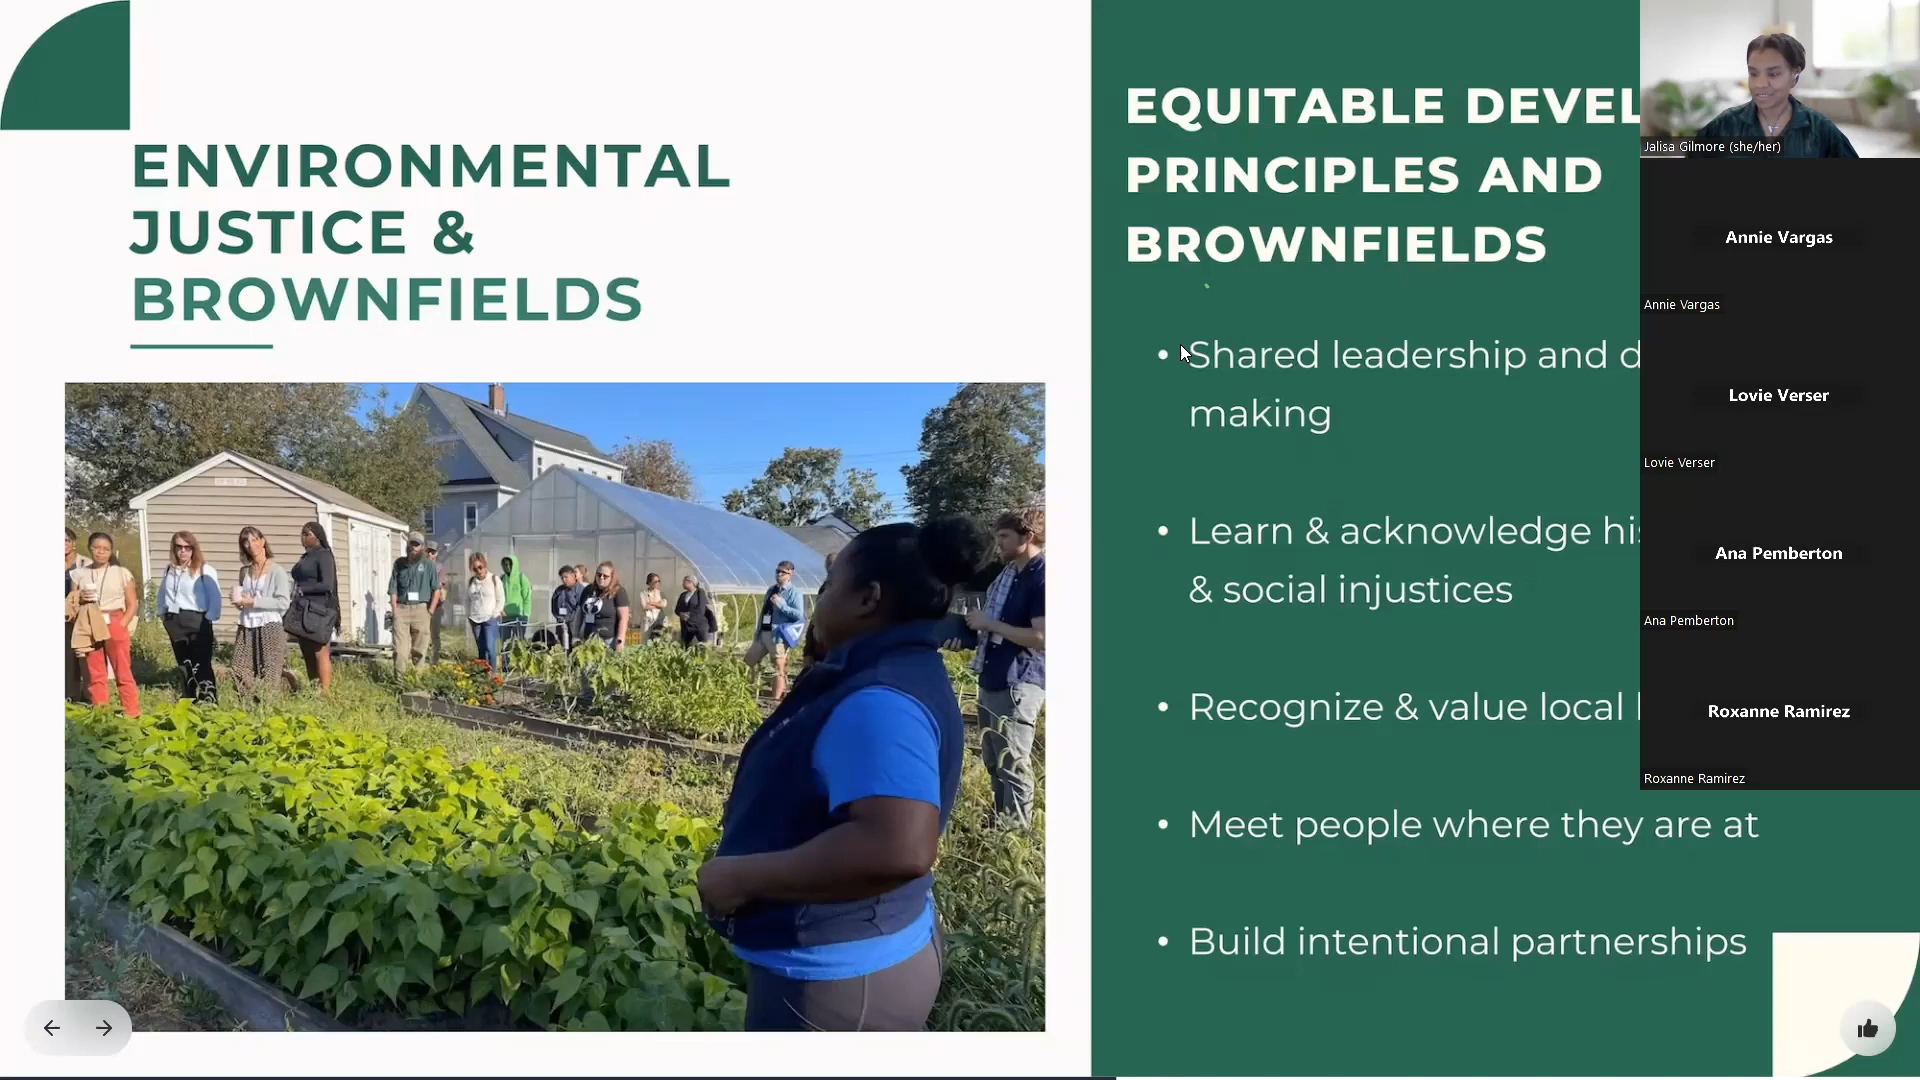 ENVIRONMENTAL
JUSTICE &
BROWNFIELDS
EQUITABLE DEVEL
PRINCIPLES AND
BROWNFIELDS
• Shared leadership and d
making
• Learn & acknowledge his
& social injustices
• Recognize & value local
• Meet people where they are at
• Build intentional partnerships
Jalisa Gilmore (she/her)
Annie Vargas
Annie Vargas
Lovie Verser
Lovie Verser
Ana Pemberton
Ana Pemberton
Roxanne Ramirez
Roxanne Ramirez